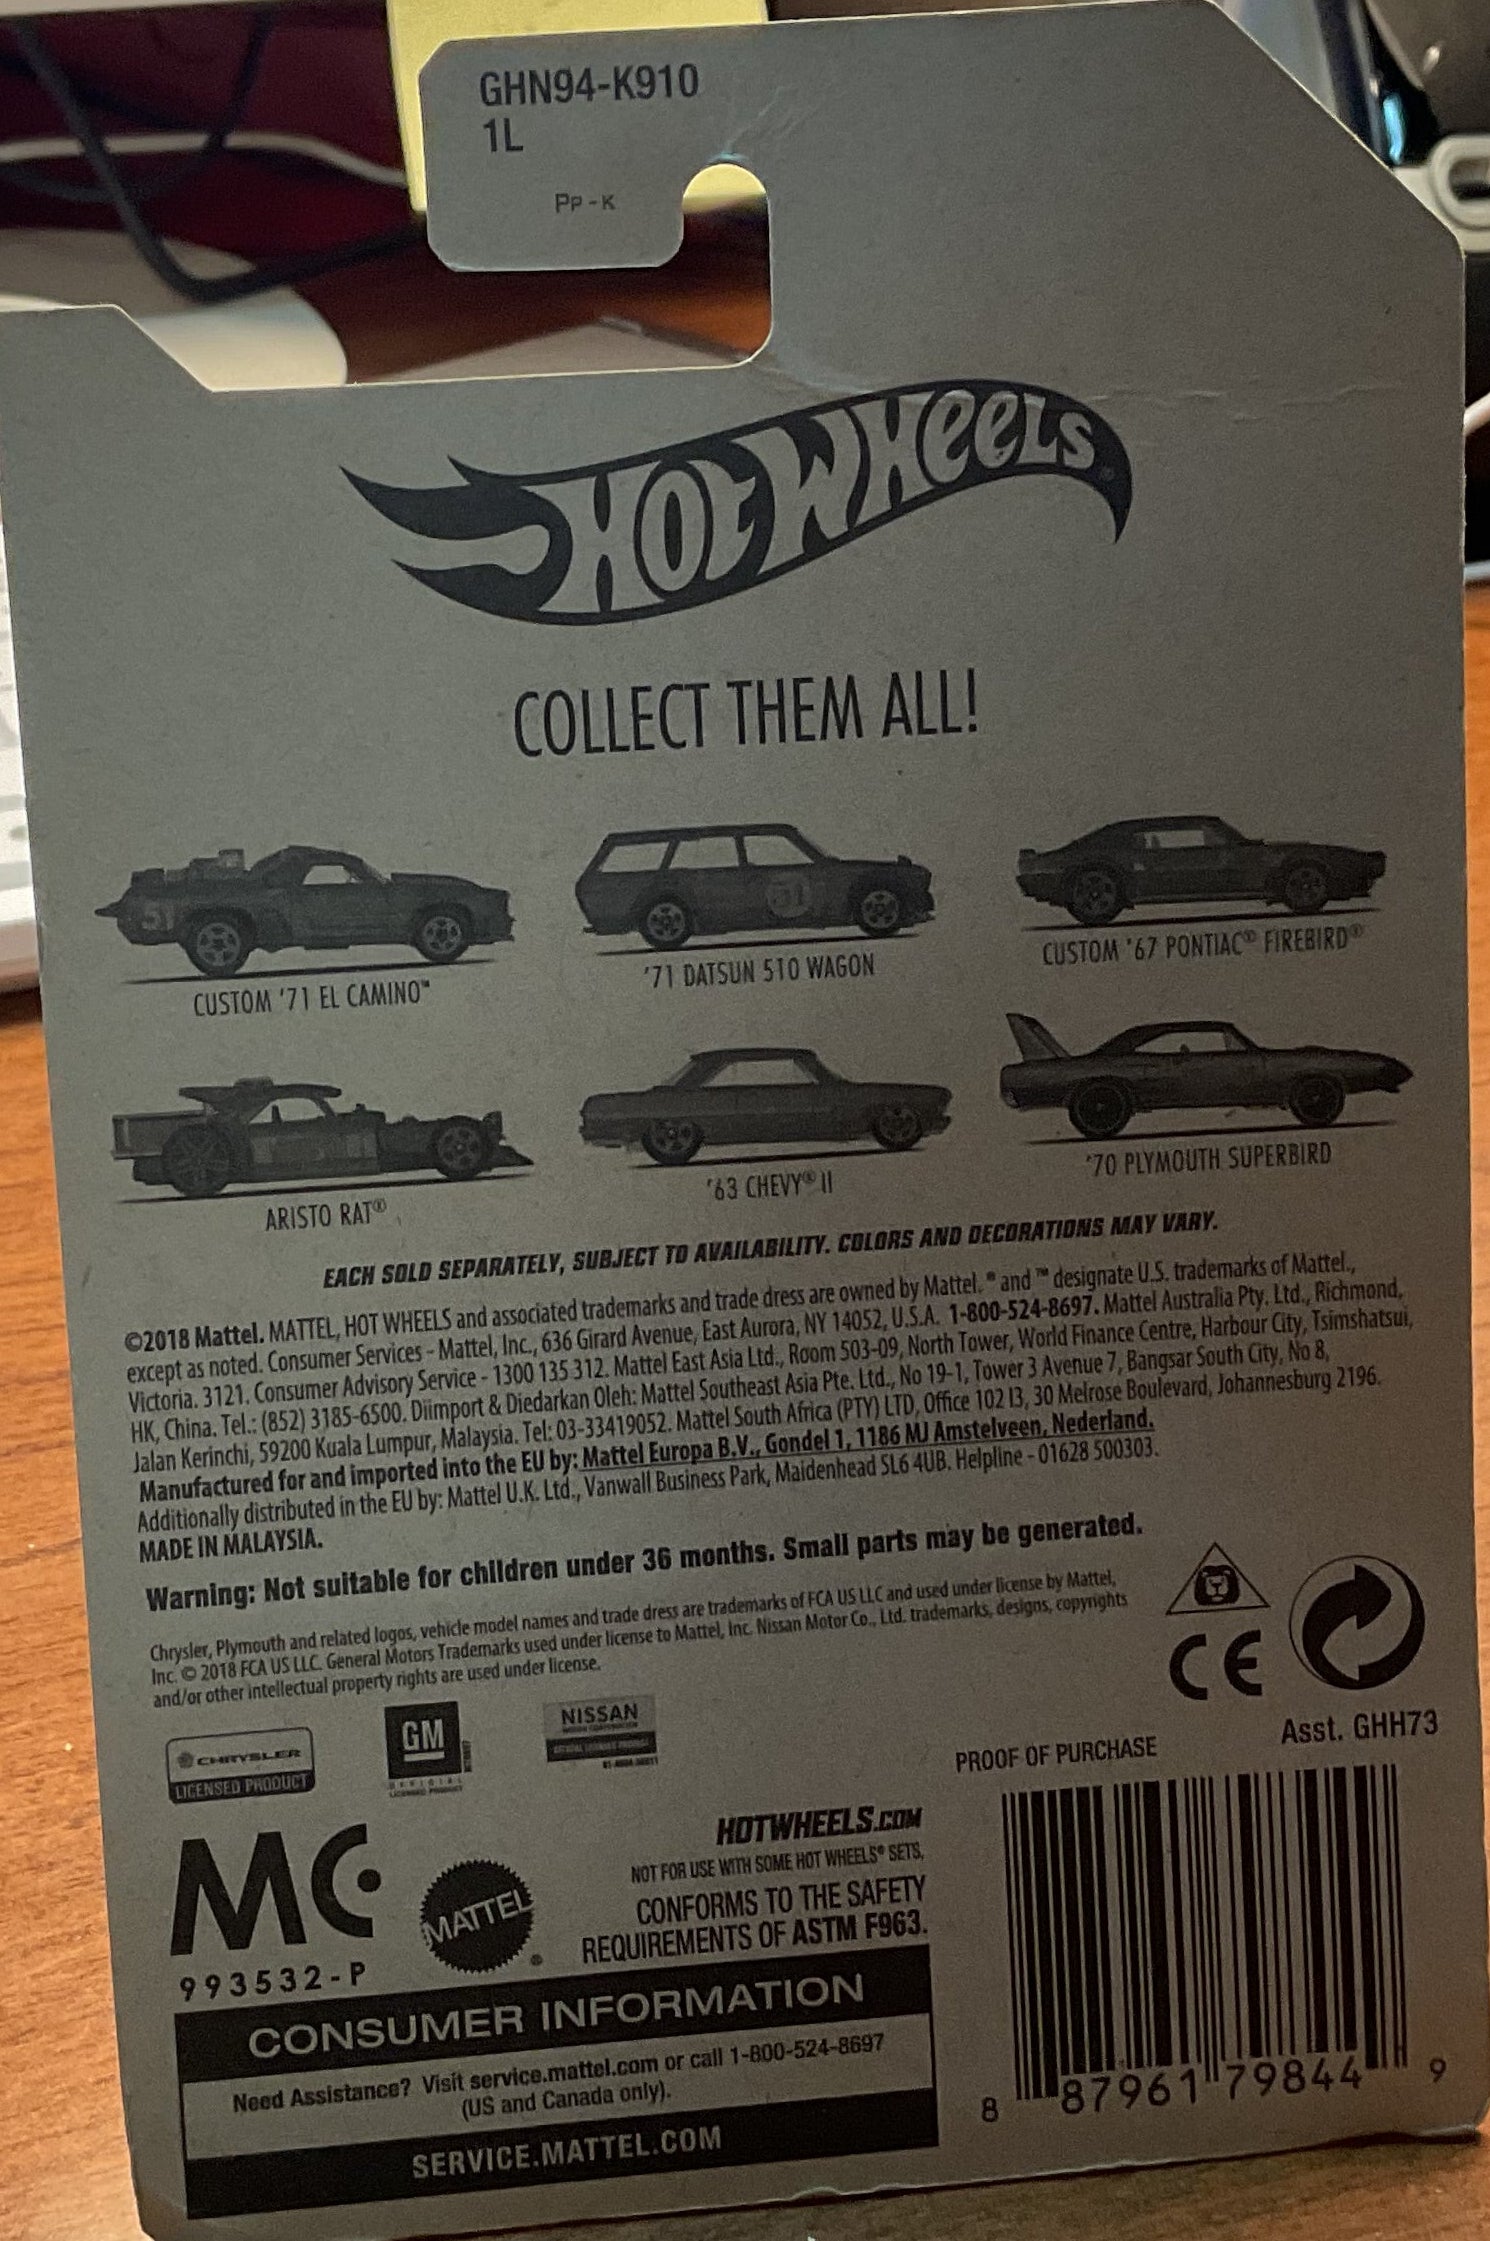 GHN94-K910
1L
PP-K
HOT WHEELS
COLLECT THEM ALL!
51
51
CUSTOM '71 EL CAMINO™
'71 DATSUN 510 WAGON
CUSTOM '67 PONTIAC® FIREBIRD®
ARISTO RAT®
'63 CHEVY® II
'70 PLYMOUTH SUPERBIRD
EACH SOLD SEPARATELY, SUBJECT TO AVAILABILITY. COLORS AND DECORATIONS MAY VARY.
©2018 Mattel. MATTEL, HOT WHEELS and associated trademarks and trade dress are owned by Mattel. ® and ™ designate U.S. trademarks of Mattel.,
except as noted. Consumer Services - Mattel, Inc., 636 Girard Avenue, East Aurora, NY 14052, U.S.A. 1-800-524-8697. Mattel Australia Pty. Ltd., Richmond,
Victoria. 3121. Consumer Advisory Service - 1300 135 312. Mattel East Asia Ltd., Room 503-09, North Tower, World Finance Centre, Harbour City, Tsimshatsui,
HK, China. Tel.: (852) 3185-6500. Diimport & Diedarkan Oleh: Mattel Southeast Asia Pte. Ltd., No 19-1, Tower 3 Avenue 7, Bangsar South City, No 8,
Jalan Kerinchi, 59200 Kuala Lumpur, Malaysia. Tel: 03-33419052. Mattel South Africa (PTY) LTD, Office 102 I3, 30 Melrose Boulevard, Johannesburg 2196.
Manufactured for and imported into the EU by: Mattel Europa B.V., Gondel 1, 1186 MJ Amstelveen, Nederland.
Additionally distributed in the EU by: Mattel U.K. Ltd., Vanwall Business Park, Maidenhead SL6 4UB. Helpline - 01628 500303.
MADE IN MALAYSIA.
Warning: Not suitable for children under 36 months. Small parts may be generated.
Chrysler, Plymouth and related logos, vehicle model names and trade dress are trademarks of FCA US LLC and used under license by Mattel,
Inc. © 2018 FCA US LLC. General Motors Trademarks used under license to Mattel, Inc. Nissan Motor Co., Ltd. trademarks, designs, copyrights
and/or other intellectual property rights are used under license.
CE
CHRYSLER
LICENSED PRODUCT
GM
OFFICIAL
LICENSED PRODUCT
NISSAN
PROOF OF PURCHASE
Asst. GHH73
MC
993532-P
MATTEL
HOTWHEELS.COM
NOT FOR USE WITH SOME HOT WHEELS® SETS,
CONFORMS TO THE SAFETY
REQUIREMENTS OF ASTM F963.
CONSUMER INFORMATION
Need Assistance? Visit service.mattel.com or call 1-800-524-8697
(US and Canada only).
SERVICE.MATTEL.COM
8 87961 79844 9